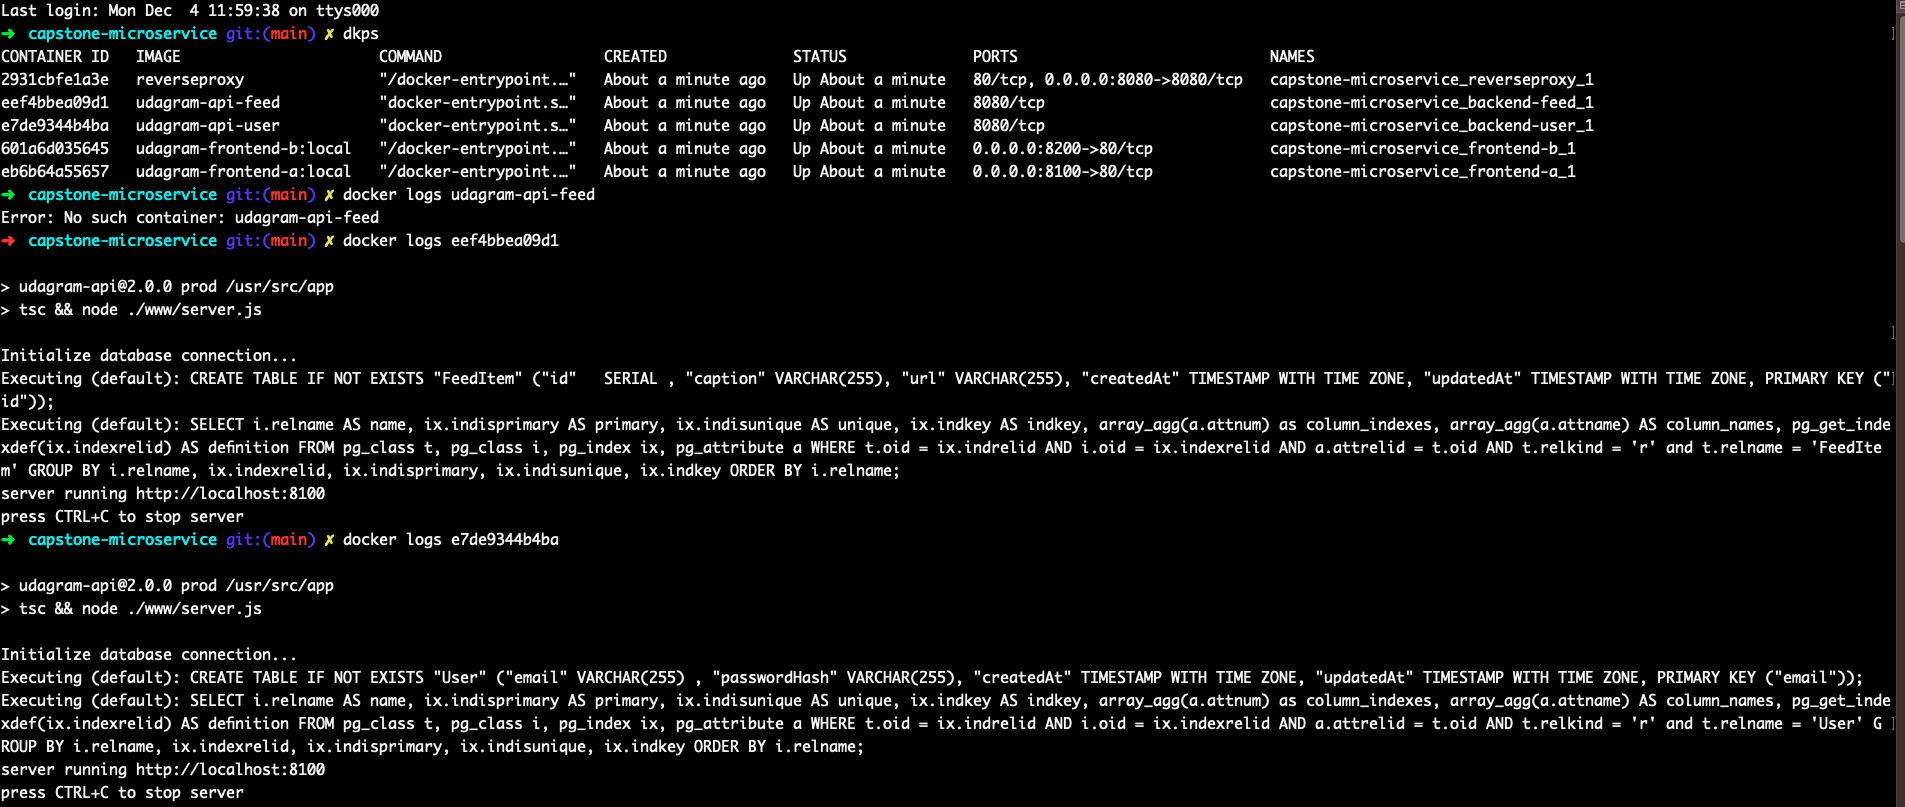 Last login: Mon Dec  4 11:59:38 on ttys000
➜  capstone-microservice git:(main) ✗ dkps
CONTAINER ID   IMAGE                    COMMAND                  CREATED              STATUS              PORTS                            NAMES
2931cbfe1a3e   reverseproxy             "/docker-entrypoint.…"   About a minute ago   Up About a minute   80/tcp, 0.0.0.0:8080->8080/tcp   capstone-microservice_reverseproxy_1
eef4bbea09d1   udagram-api-feed         "docker-entrypoint.s…"   About a minute ago   Up About a minute   8080/tcp                         capstone-microservice_backend-feed_1
e7de9344b4ba   udagram-api-user         "docker-entrypoint.s…"   About a minute ago   Up About a minute   8080/tcp                         capstone-microservice_backend-user_1
601a6d035645   udagram-frontend-b:local   "/docker-entrypoint.…"   About a minute ago   Up About a minute   0.0.0.0:8200->80/tcp             capstone-microservice_frontend-b_1
eb6b64a55657   udagram-frontend-a:local   "/docker-entrypoint.…"   About a minute ago   Up About a minute   0.0.0.0:8100->80/tcp             capstone-microservice_frontend-a_1
➜  capstone-microservice git:(main) ✗ docker logs udagram-api-feed
Error: No such container: udagram-api-feed
➜  capstone-microservice git:(main) ✗ docker logs eef4bbea09d1
> udagram-api@2.0.0 prod /usr/src/app
> tsc && node ./www/server.js
Initialize database connection...
Executing (default): CREATE TABLE IF NOT EXISTS "FeedItem" ("id"   SERIAL , "caption" VARCHAR(255), "url" VARCHAR(255), "createdAt" TIMESTAMP WITH TIME ZONE, "updatedAt" TIMESTAMP WITH TIME ZONE, PRIMARY KEY ("
id"));
Executing (default): SELECT i.relname AS name, ix.indisprimary AS primary, ix.indisunique AS unique, ix.indkey AS indkey, array_agg(a.attnum) as column_indexes, array_agg(a.attname) AS column_names, pg_get_inde
xdef(ix.indexrelid) AS definition FROM pg_class t, pg_class i, pg_index ix, pg_attribute a WHERE t.oid = ix.indrelid AND i.oid = ix.indexrelid AND a.attrelid = t.oid AND t.relkind = 'r' and t.relname = 'FeedIte
m' GROUP BY i.relname, ix.indexrelid, ix.indisprimary, ix.indisunique, ix.indkey ORDER BY i.relname;
server running http://localhost:8100
press CTRL+C to stop server
➜  capstone-microservice git:(main) ✗ docker logs e7de9344b4ba
> udagram-api@2.0.0 prod /usr/src/app
> tsc && node ./www/server.js
Initialize database connection...
Executing (default): CREATE TABLE IF NOT EXISTS "User" ("email" VARCHAR(255) , "passwordHash" VARCHAR(255), "createdAt" TIMESTAMP WITH TIME ZONE, "updatedAt" TIMESTAMP WITH TIME ZONE, PRIMARY KEY ("email"));
Executing (default): SELECT i.relname AS name, ix.indisprimary AS primary, ix.indisunique AS unique, ix.indkey AS indkey, array_agg(a.attnum) as column_indexes, array_agg(a.attname) AS column_names, pg_get_inde
xdef(ix.indexrelid) AS definition FROM pg_class t, pg_class i, pg_index ix, pg_attribute a WHERE t.oid = ix.indrelid AND i.oid = ix.indexrelid AND a.attrelid = t.oid AND t.relkind = 'r' and t.relname = 'User' G
ROUP BY i.relname, ix.indexrelid, ix.indisprimary, ix.indisunique, ix.indkey ORDER BY i.relname;
server running http://localhost:8100
press CTRL+C to stop server